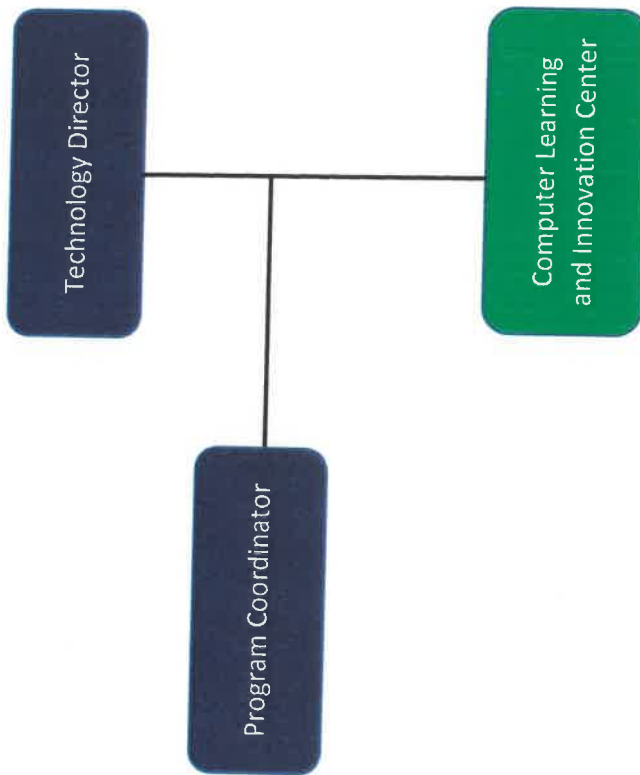 Technology Director
Program Coordinator
Computer Learning
and Innovation Center